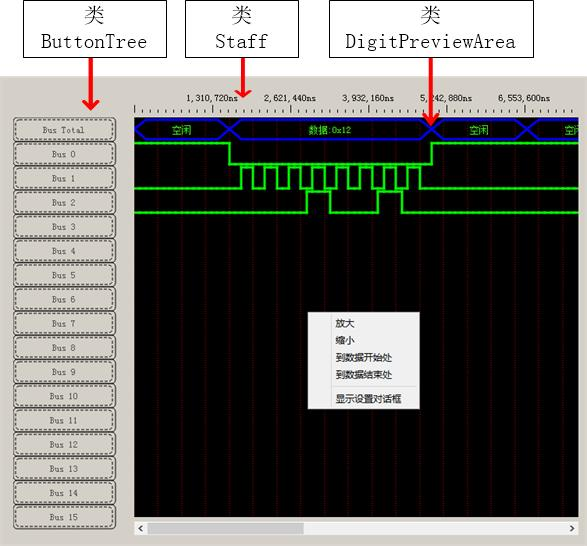 类
ButtonTree
类
Staff
类
DigitPreviewArea
1,310,720ns
2,621,440ns
3,932,160ns
5,242,880ns
6,553,600ns
Bus Total
空闲
数据:0x12
空闲
Bus 0
Bus 1
Bus 2
Bus 3
Bus 4
Bus 5
Bus 6
Bus 7
Bus 8
Bus 9
Bus 10
Bus 11
Bus 12
Bus 13
Bus 14
Bus 15
放大
缩小
到数据开始处
到数据结束处
显示设置对话框